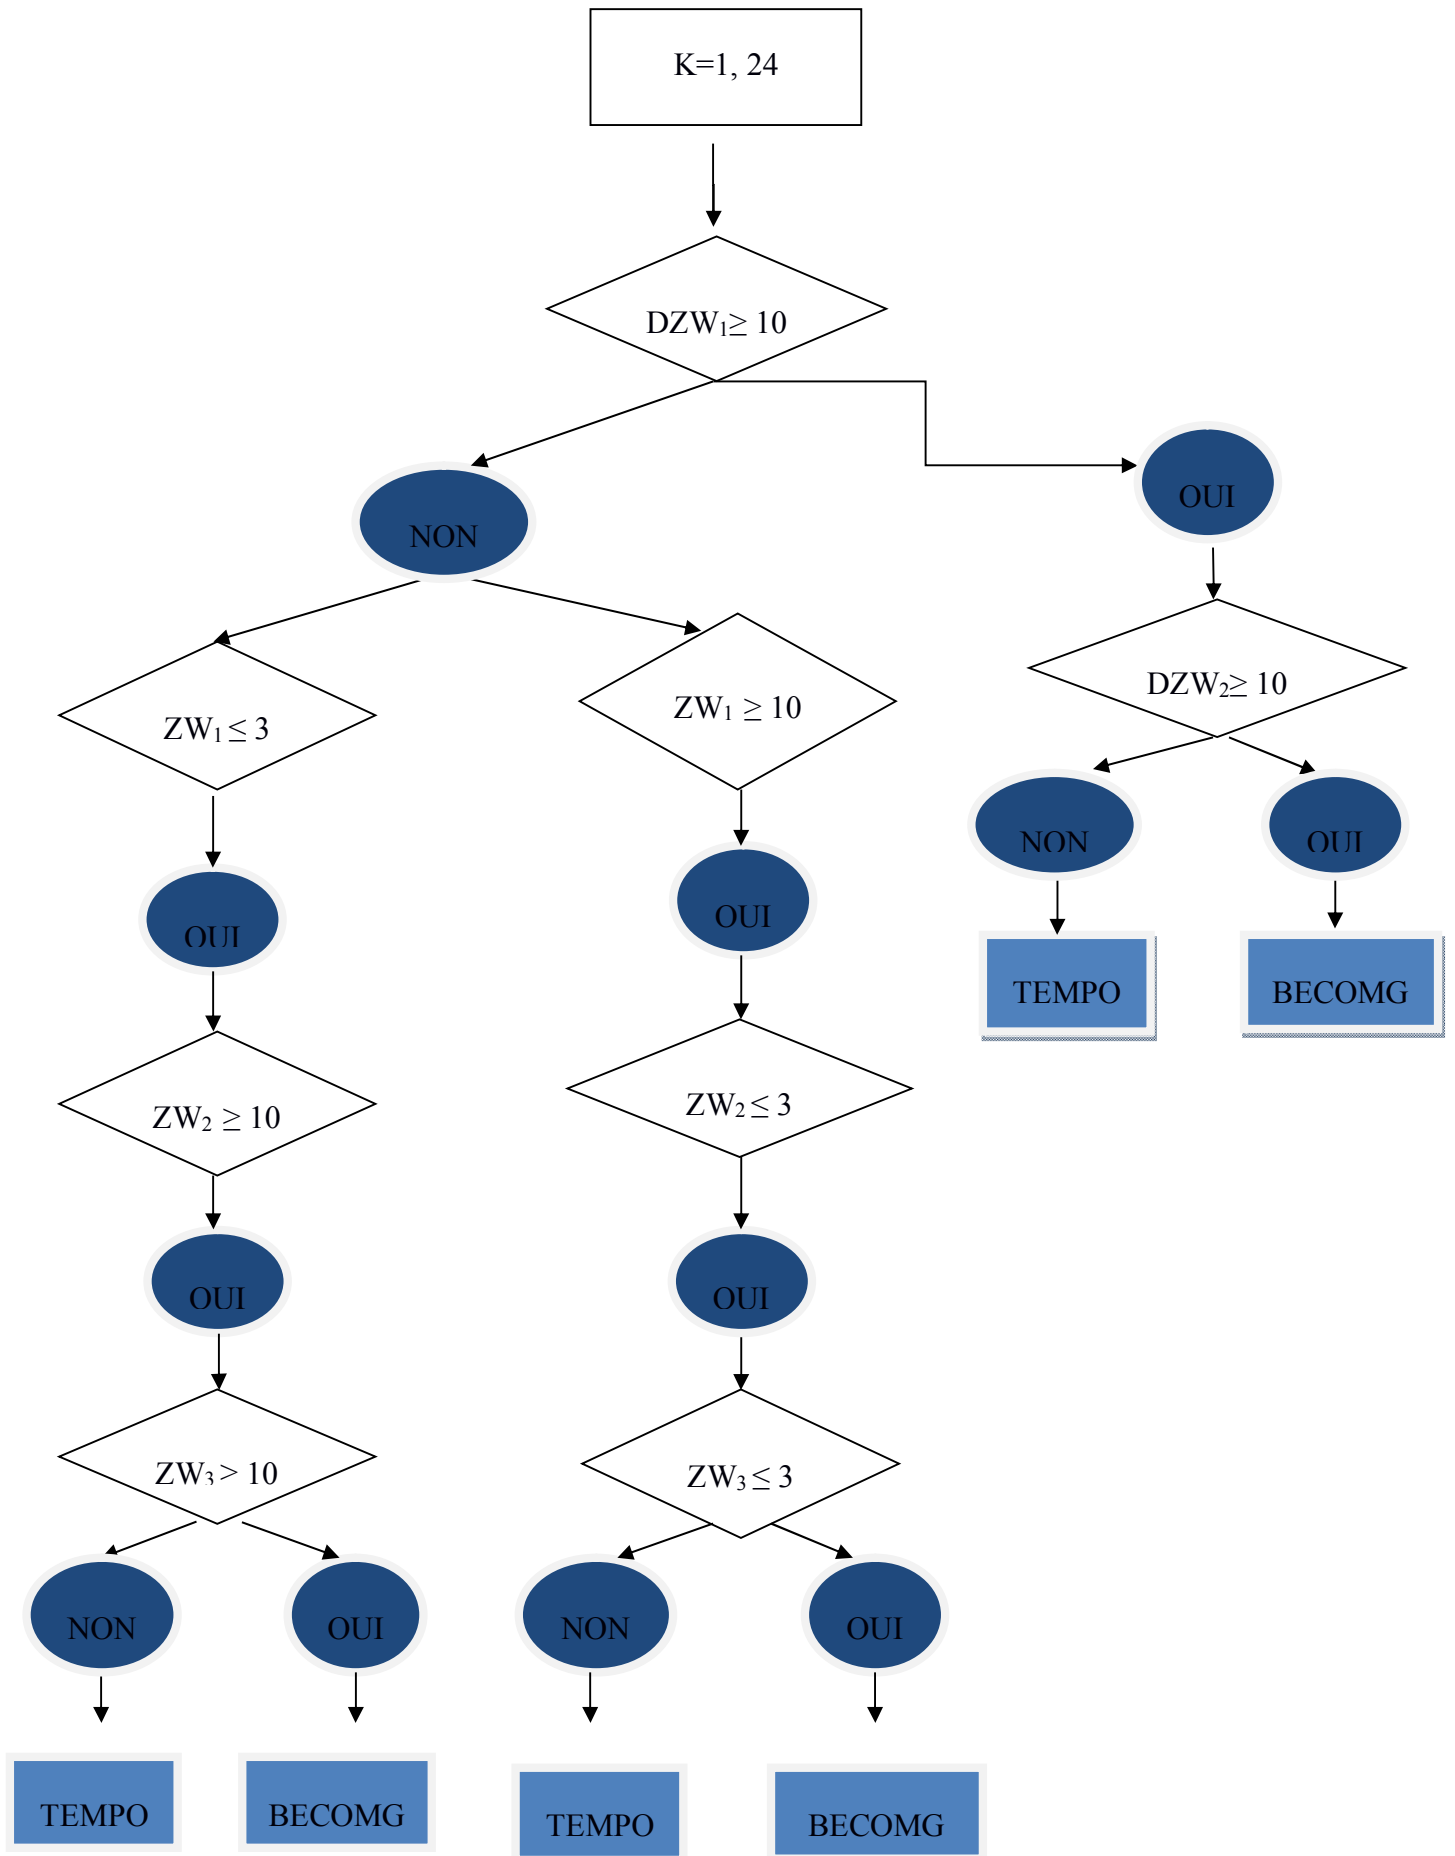 K=1, 24
DZW₁≥ 10
OUI
NON
DZW₂≥ 10
ZW₁ ≤ 3
ZW₁ ≥ 10
NON
OUI
OUI
OUI
TEMPO
BECOMG
ZW₂ ≥ 10
ZW₂ ≤ 3
OUI
OUI
ZW₃ > 10
ZW₃ ≤ 3
NON
OUI
NON
OUI
TEMPO
BECOMG
TEMPO
BECOMG